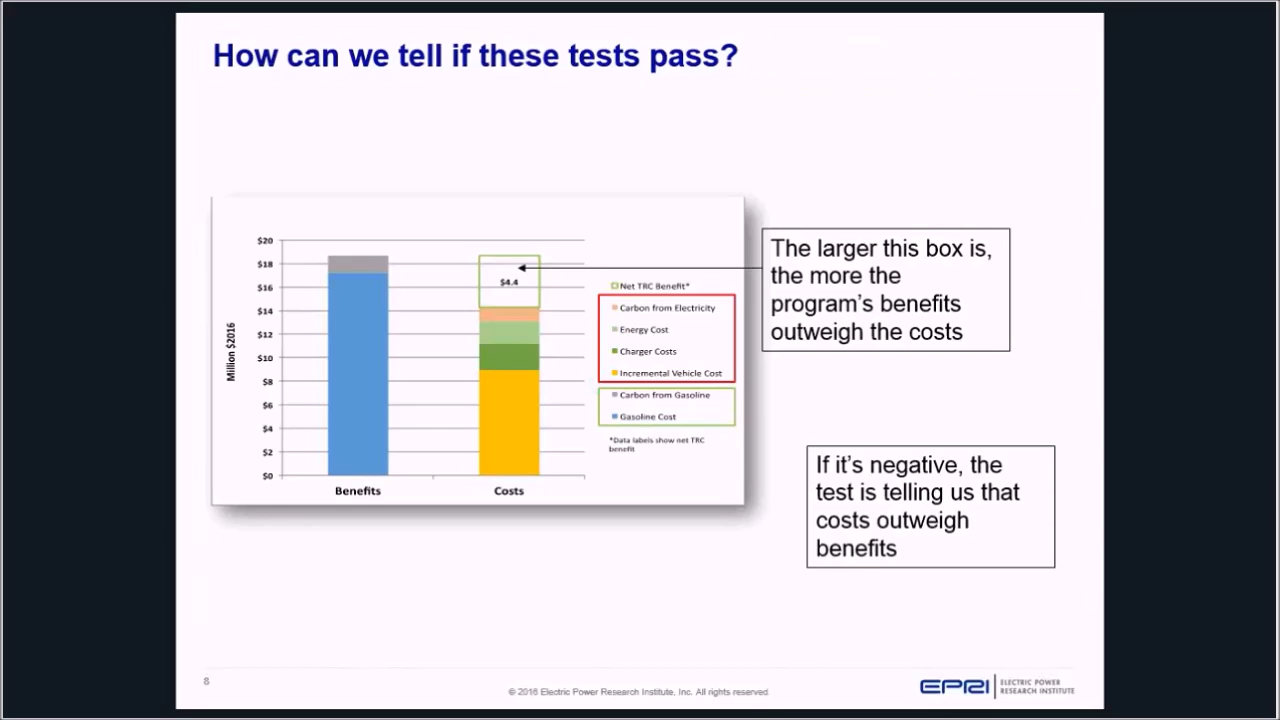 How can we tell if these tests pass?
$20
$18
$16
$14
$12
$10
$8
$6
$4
$2
$0
Million $2016
Benefits
Costs
$4.4
Net TRC Benefit*
Carbon from Electricity
Energy Cost
Charger Costs
Incremental Vehicle Cost
Carbon from Gasoline
Gasoline Cost
*Data labels show net TRC
benefit
The larger this box is,
the more the
program's benefits
outweigh the costs
If it's negative, the
test is telling us that
costs outweigh
benefits
8
© 2016 Electric Power Research Institute, Inc. All rights reserved.
EPRI
ELECTRIC POWER
RESEARCH INSTITUTE